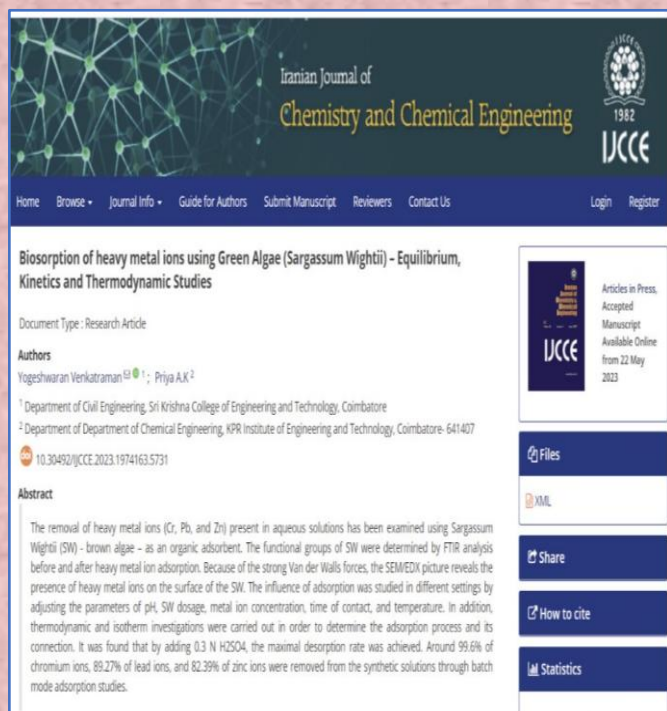 Iranian Journal of
Chemistry and Chemical Engineering
1982
IJCCE
Home Browse Journal Info Guide for Authors Submit Manuscript Reviewers Contact Us Login Register
Biosorption of heavy metal ions using Green Algae (Sargassum Wightii) – Equilibrium,
Kinetics and Thermodynamic Studies
Document Type : Research Article
Authors
Yogeshwaran Venkatraman 1 ; Priya A.K 2
1 Department of Civil Engineering, Sri Krishna College of Engineering and Technology, Coimbatore
2 Department of Department of Chemical Engineering, KPR Institute of Engineering and Technology, Coimbatore- 641407
doi 10.30492/IJCCE.2023.1974163.5731
Abstract
The removal of heavy metal ions (Cr, Pb, and Zn) present in aqueous solutions has been examined using Sargassum
Wightii (SW) - brown algae – as an organic adsorbent. The functional groups of SW were determined by FTIR analysis
before and after heavy metal ion adsorption. Because of the strong Van der Walls forces, the SEM/EDX picture reveals the
presence of heavy metal ions on the surface of the SW. The influence of adsorption was studied in different settings by
adjusting the parameters of pH, SW dosage, metal ion concentration, time of contact, and temperature. In addition,
thermodynamic and isotherm investigations were carried out in order to determine the adsorption process and its
connection. It was found that by adding 0.3 N H2SO4, the maximal desorption rate was achieved. Around 99.6% of
chromium ions, 89.27% of lead ions, and 82.39% of zinc ions were removed from the synthetic solutions through batch
mode adsorption studies.
IJCCE
Articles in Press,
Accepted
Manuscript
Available Online
from 22 May
2023
Files
XML
Share
How to cite
Statistics